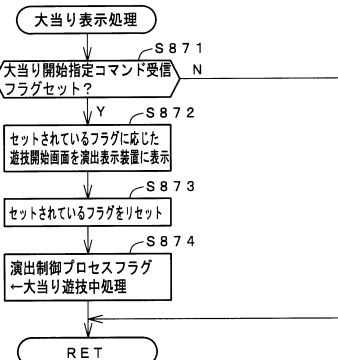 大当り表示処理
S871
大当り開始指定コマンド受信
フラグセット？
N
Y
S872
セットされているフラグに応じた
遊技開始画面を演出表示装置に表示
S873
セットされているフラグをリセット
S874
演出制御プロセスフラグ
←大当り遊技中処理
RET